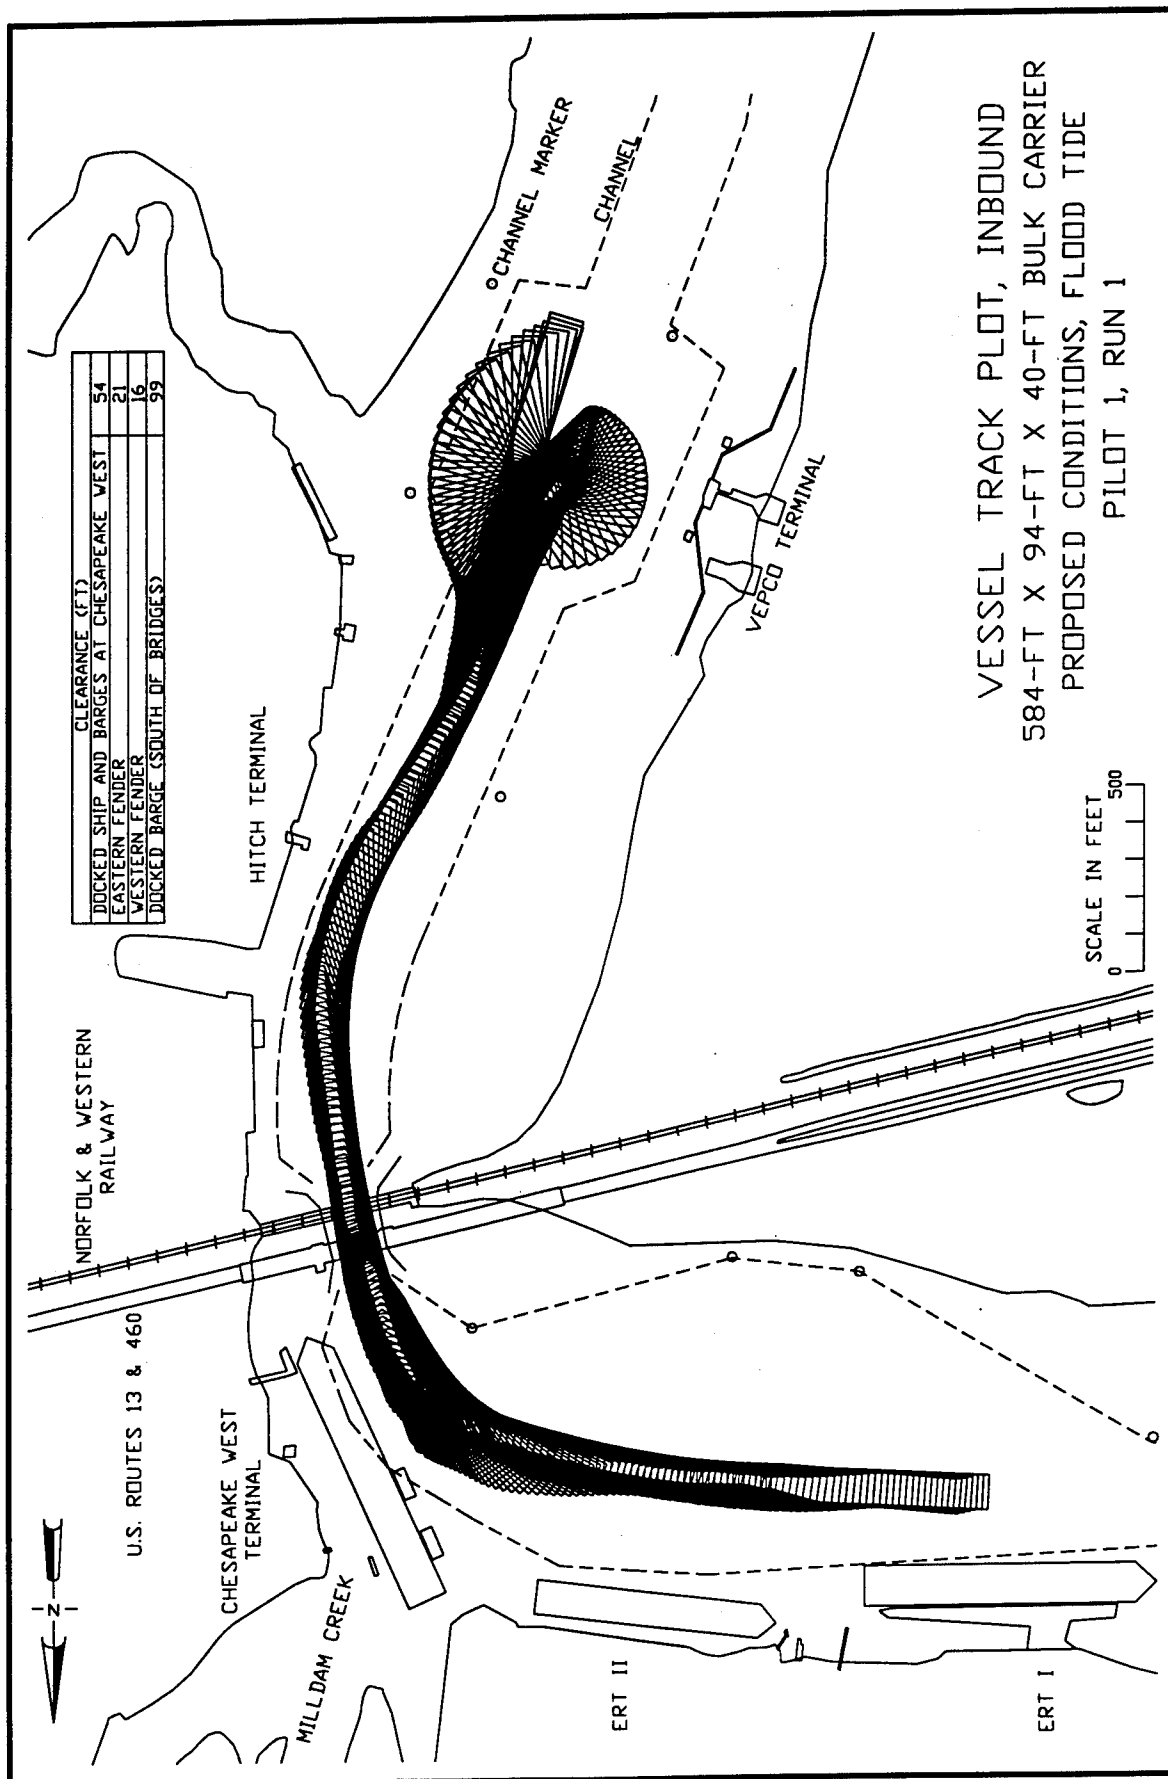 CLEARANCE (FT)
DOCKED SHIP AND BARGES AT CHESAPEAKE WEST 54
EASTERN FENDER 21
WESTERN FENDER 16
DOCKED BARGE (SOUTH OF BRIDGES) 99
NORFOLK & WESTERN
RAILWAY
U.S. ROUTES 13 & 460
CHESAPEAKE WEST
TERMINAL
MILLDAM CREEK
N
HITCH TERMINAL
CHANNEL MARKER
CHANNEL
VEPCO TERMINAL
ERT II
ERT I
SCALE IN FEET
0 500
VESSEL TRACK PLOT, INBOUND
584-FT X 94-FT X 40-FT BULK CARRIER
PROPOSED CONDITIONS, FLOOD TIDE
PILOT 1, RUN 1